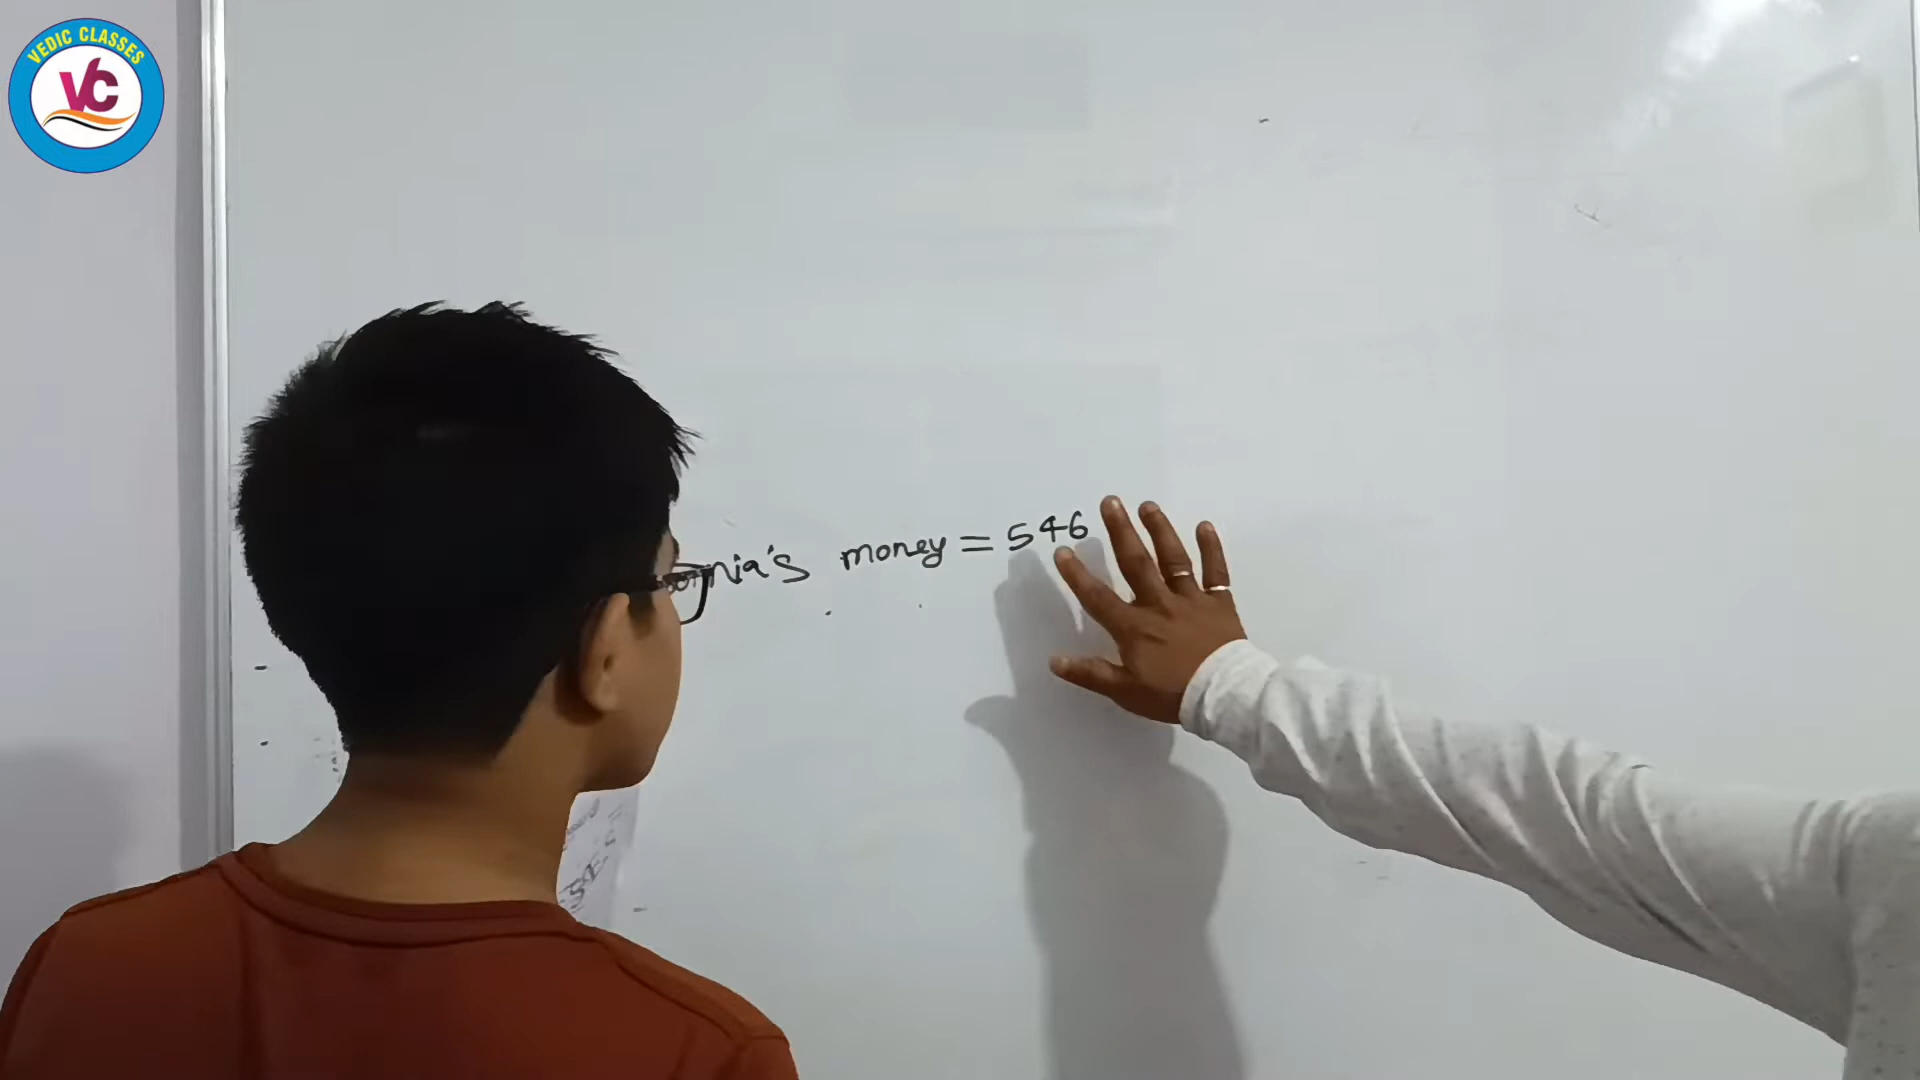 VEDIC CLASSES
VC
nia's money = 546